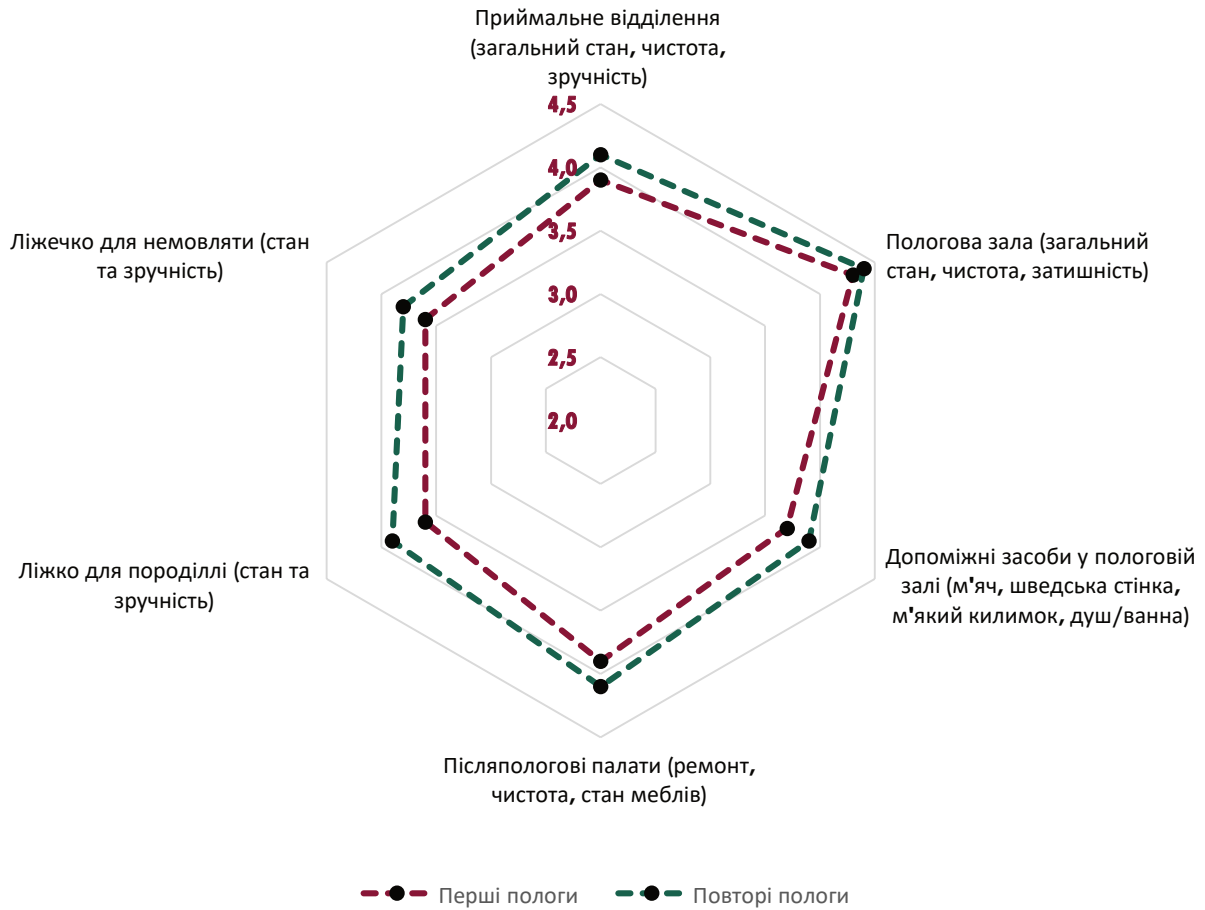 Приймальне відділення
(загальний стан, чистота,
зручність)
4,5
4,0
3,5
3,0
2,5
2,0
Ліжечко для немовляти (стан
та зручність)
Пологова зала (загальний
стан, чистота, затишність)
Ліжко для породіллі (стан та
зручність)
Допоміжні засоби у пологовій
залі (м'яч, шведська стінка,
м'який килимок, душ/ванна)
Післяпологові палати (ремонт,
чистота, стан меблів)
Перші пологи
Повторі пологи